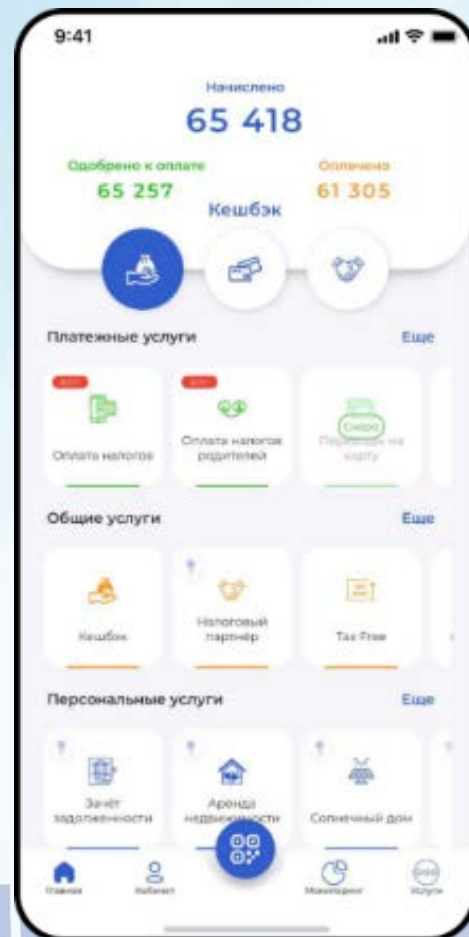 9:41
Начислено
65 418
Одобрено к оплате
Оплачено
65 257
61 305
Кешбэк
Платежные услуги
Еще
Оплата налогов
Оплата налогов
родителей
Скоро
Переводы на
карту
Общие услуги
Еще
Кешбэк
Налоговый
партнёр
Tax Free
Персональные услуги
Еще
Зачёт
задолженности
Аренда
недвижимости
Солнечный дом
Главная
Кабинет
Мониторинг
Услуги